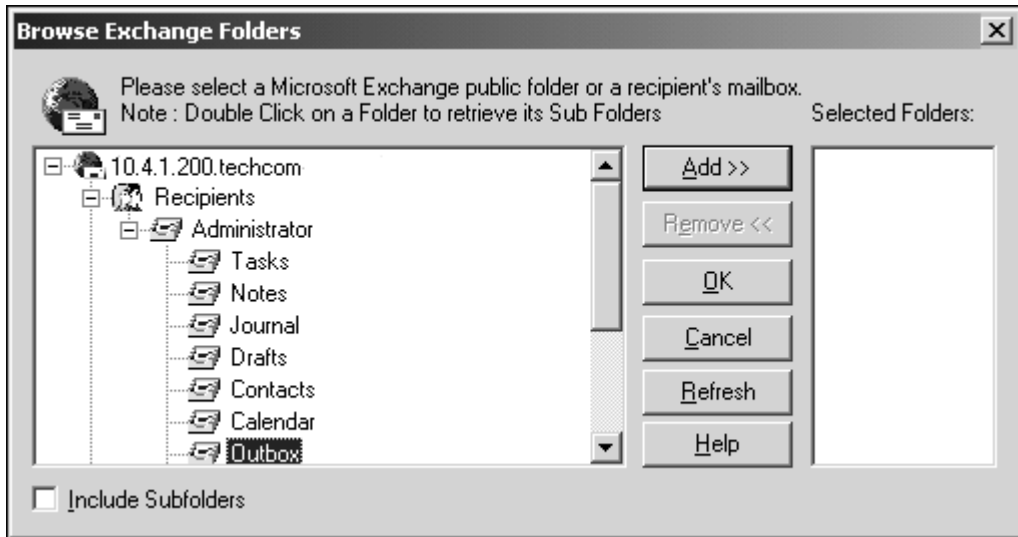 Browse Exchange Folders
Please select a Microsoft Exchange public folder or a recipient's mailbox.
Note : Double Click on a Folder to retrieve its Sub Folders
Selected Folders:
10.4.1.200.techcom
Recipients
Administrator
Tasks
Notes
Journal
Drafts
Contacts
Calendar
Outbox
Add >>
Remove <<
OK
Cancel
Refresh
Help
Include Subfolders